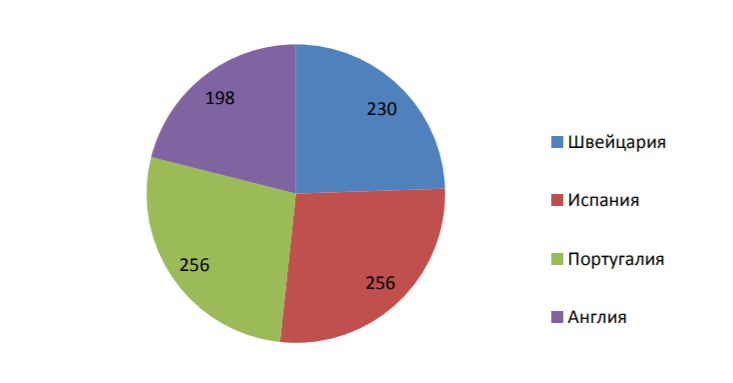 198
230
Швейцария
Испания
256
Португалия
256
Англия